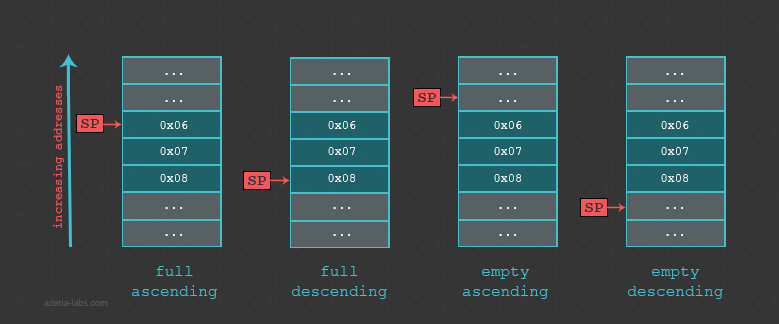 increasing addresses
SP
...
...
0x06
0x07
0x08
...
...
full
ascending
SP
...
...
0x06
0x07
0x08
...
...
full
descending
SP
...
...
0x06
0x07
0x08
...
...
empty
ascending
SP
...
...
0x06
0x07
0x08
...
...
empty
descending
azeria-labs.com